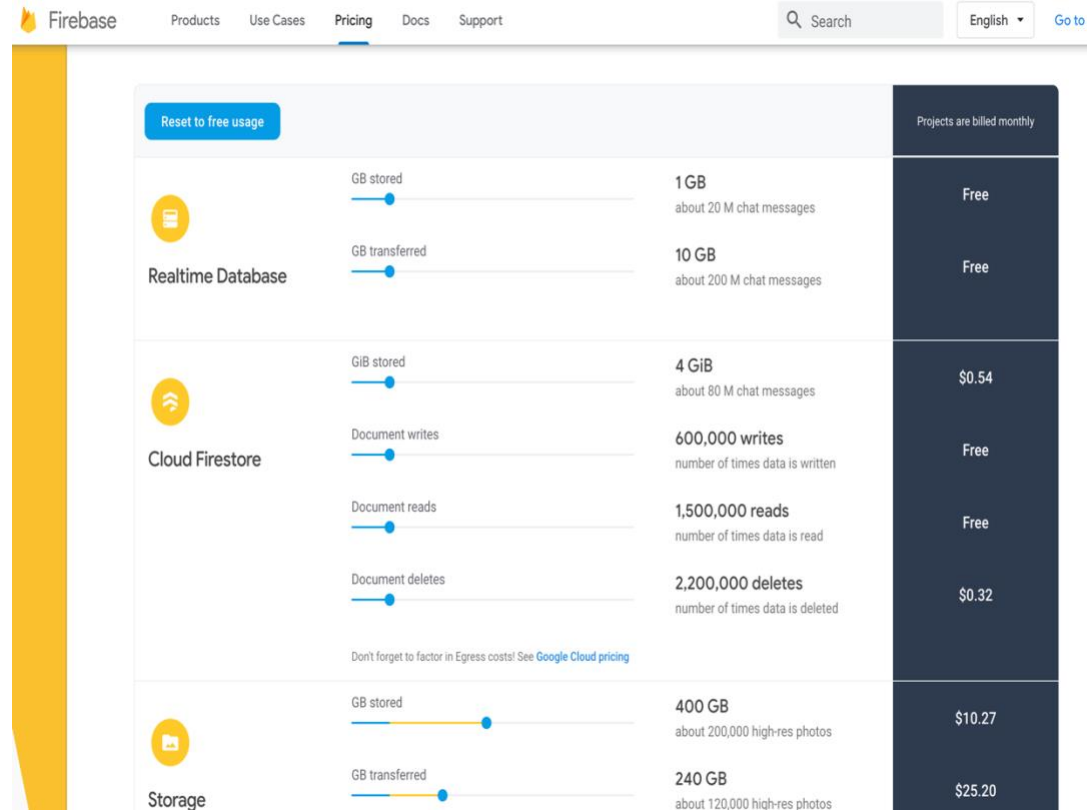 Firebase Products Use Cases Pricing Docs Support Search English Go to
Reset to free usage Projects are billed monthly
Realtime Database
GB stored 1 GB Free
about 20 M chat messages
GB transferred 10 GB Free
about 200 M chat messages
Cloud Firestore
GiB stored 4 GiB $0.54
about 80 M chat messages
Document writes 600,000 writes Free
number of times data is written
Document reads 1,500,000 reads Free
number of times data is read
Document deletes 2,200,000 deletes $0.32
number of times data is deleted
Don't forget to factor in Egress costs! See Google Cloud pricing
Storage
GB stored 400 GB $10.27
about 200,000 high-res photos
GB transferred 240 GB $25.20
about 120,000 high-res photos